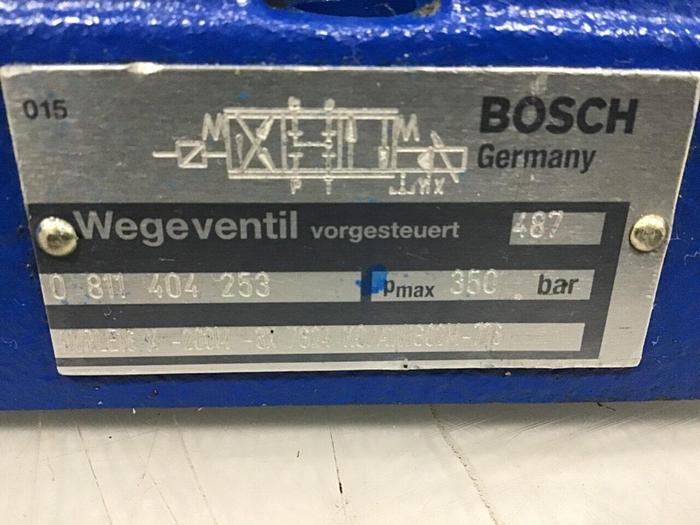 015
BOSCH
Germany
P T
Wegeventil vorgesteuert 487
0 811 404 253 pmax 350 bar